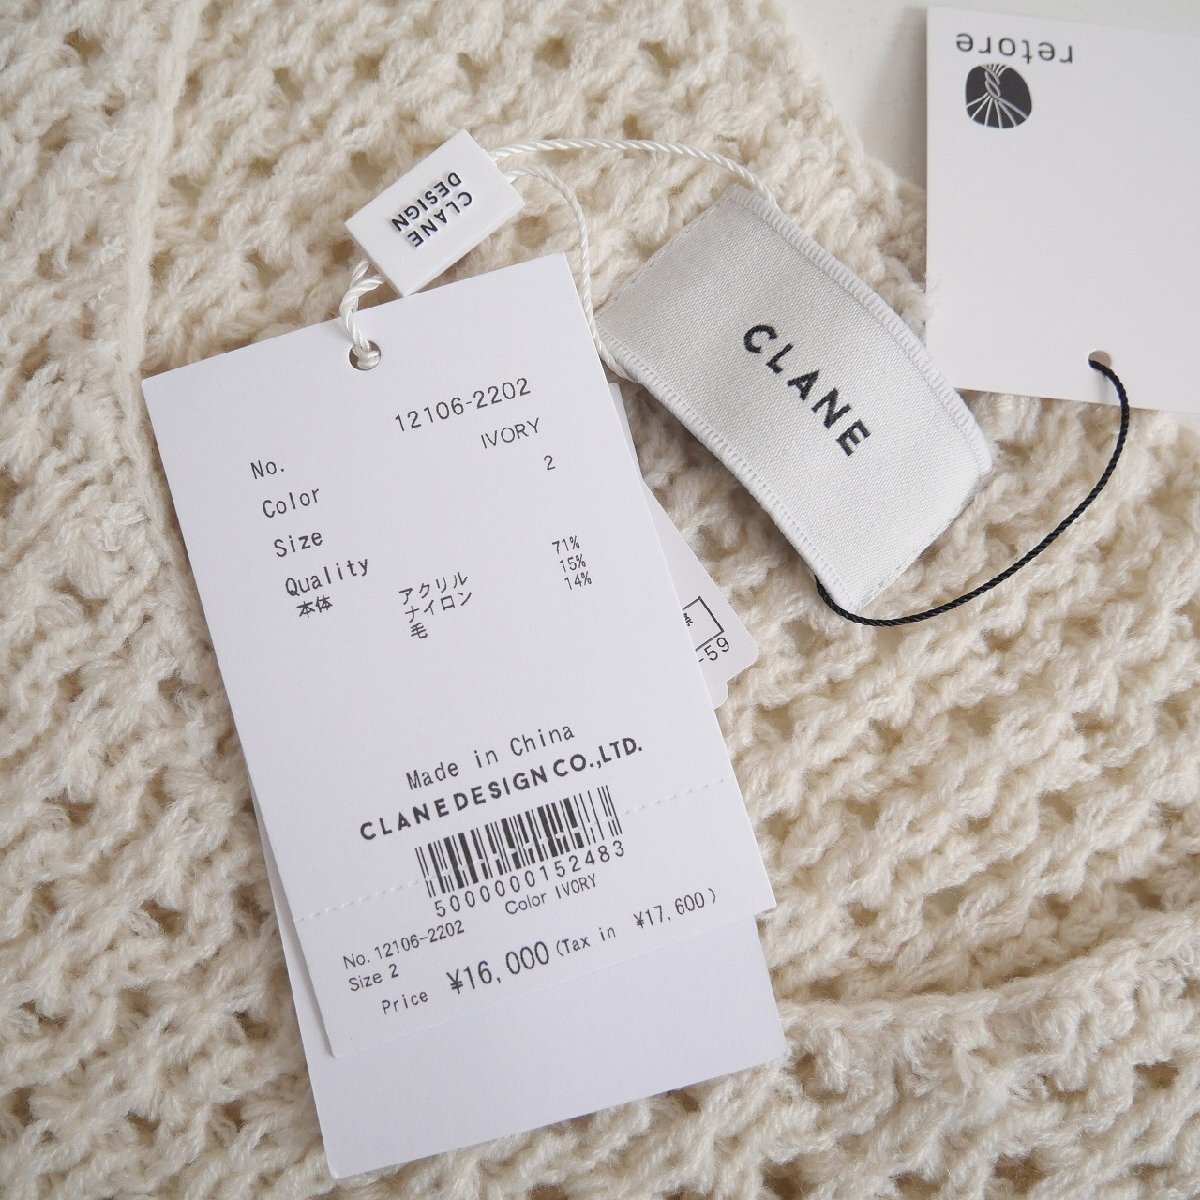 retore
CLANE
DESIGN
CLANE
No. 12106-2202
Color IVORY
Size 2
Quality
本体 アクリル 71%
ナイロン 15%
毛 14%
-59
Made in China
CLANE DESIGN CO.,LTD.
5000000152483
No. 12106-2202 Color IVORY
Size 2
Price ¥16,000(Tax in ¥17,600)